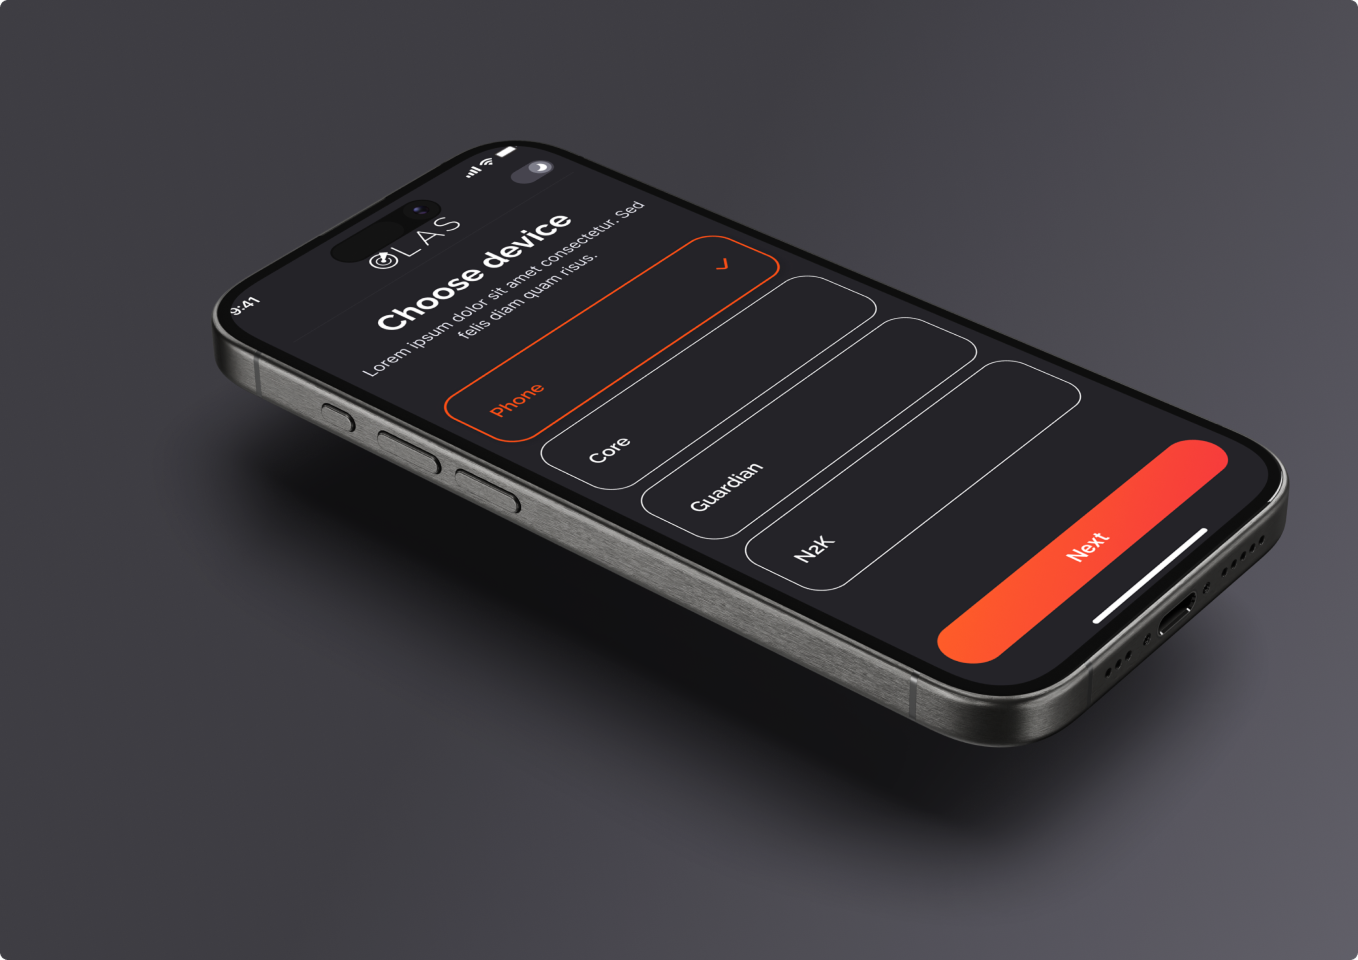 9:41
OLAS
Choose device
Lorem ipsum dolor sit amet consectetur. Sed
felis diam quam risus.
Phone
Core
Guardian
N2K
Next